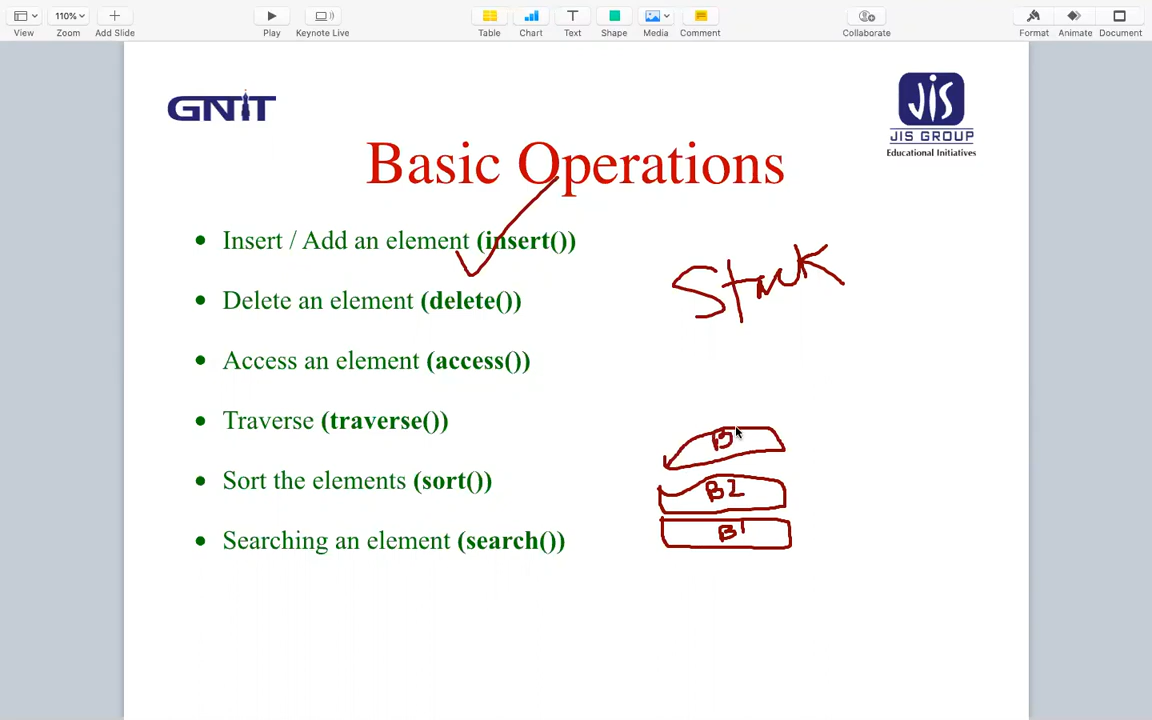 110%
View Zoom Add Slide Play Keynote Live Table Chart Text Shape Media Comment Collaborate Format Animate Document
GNIT
JIS
JIS GROUP
Educational Initiatives
Basic Operations
• Insert / Add an element (insert())
• Delete an element (delete())
• Access an element (access())
• Traverse (traverse())
• Sort the elements (sort())
• Searching an element (search())
Stack
B
B2
B1